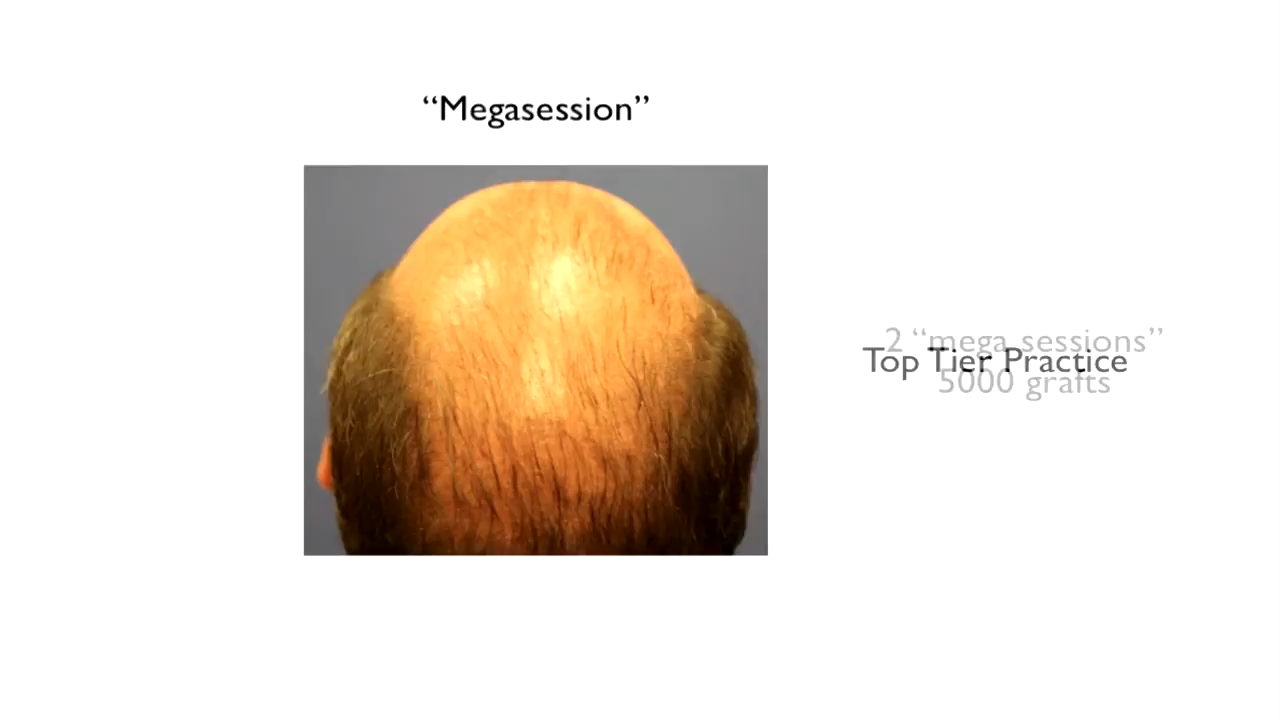 “Megasession”
2 “mega sessions”
Top Tier Practice
5000 grafts